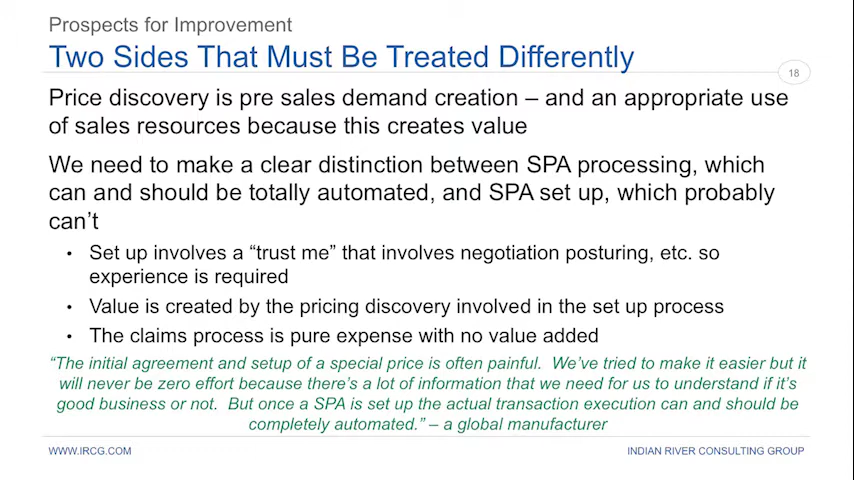 Prospects for Improvement
Two Sides That Must Be Treated Differently
18
Price discovery is pre sales demand creation – and an appropriate use
of sales resources because this creates value
We need to make a clear distinction between SPA processing, which
can and should be totally automated, and SPA set up, which probably
can’t
• Set up involves a “trust me” that involves negotiation posturing, etc. so
experience is required
• Value is created by the pricing discovery involved in the set up process
• The claims process is pure expense with no value added
“The initial agreement and setup of a special price is often painful.  We’ve tried to make it easier but it
will never be zero effort because there’s a lot of information that we need for us to understand if it’s
good business or not.  But once a SPA is set up the actual transaction execution can and should be
completely automated.” – a global manufacturer
WWW.IRCG.COM
INDIAN RIVER CONSULTING GROUP